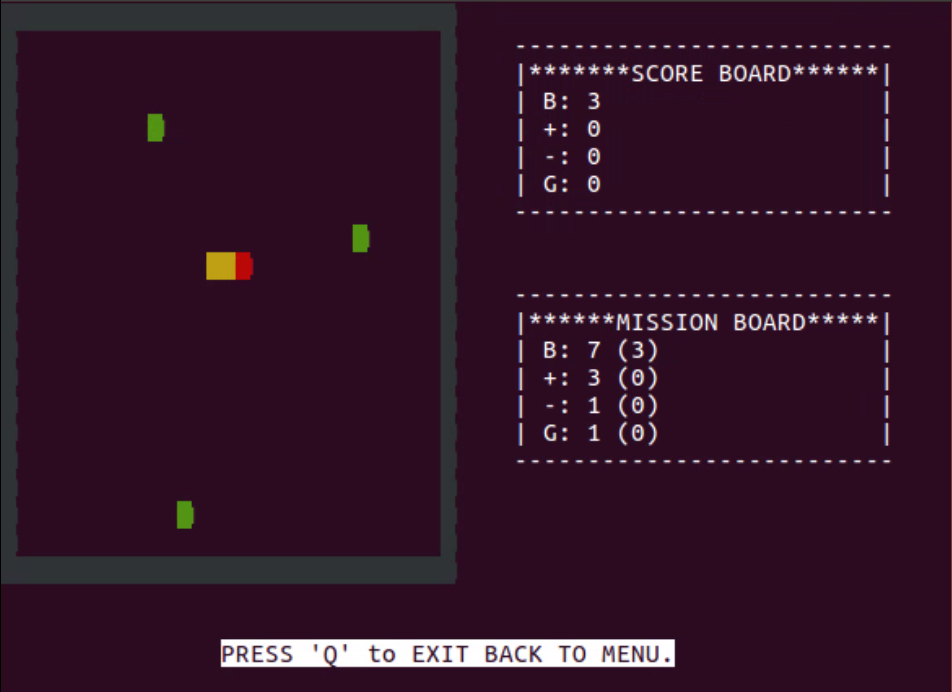 --------------------------
|*******SCORE BOARD******|
| B: 3                   |
| +: 0                   |
| -: 0                   |
| G: 0                   |
--------------------------
--------------------------
|******MISSION BOARD*****|
| B: 7 (3)               |
| +: 3 (0)               |
| -: 1 (0)               |
| G: 1 (0)               |
--------------------------
PRESS 'Q' to EXIT BACK TO MENU.